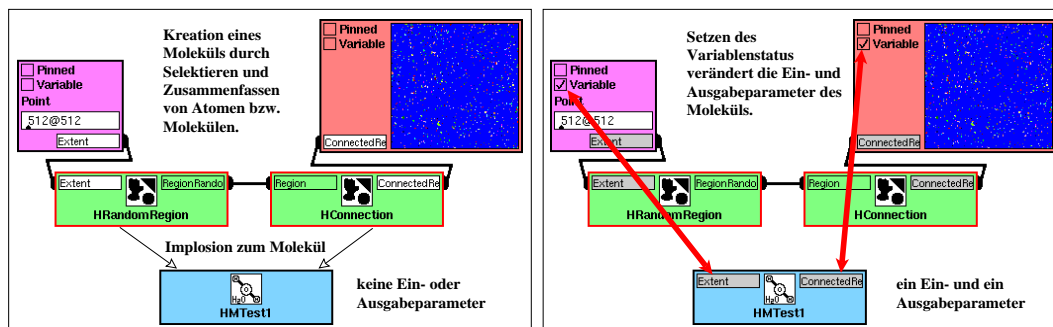 Kreation eines
Moleküls durch
Selektieren und
Zusammenfassen
von Atomen bzw.
Molekülen.
Pinned
Variable
Pinned
Variable
Point
512@512
Extent
ConnectedRe
Extent
RegionRando
HRandomRegion
Region
ConnectedRe
HConnection
Implosion zum Molekül
H2O
HMTest1
keine Ein- oder
Ausgabeparameter
Setzen des
Variablenstatus
verändert die Ein- und
Ausgabeparameter des
Moleküls.
Pinned
Variable
Pinned
Variable
Point
512@512
Extent
ConnectedRe
Extent
RegionRando
HRandomRegion
Region
ConnectedRe
HConnection
Extent
ConnectedRe
H2O
HMTest1
ein Ein- und ein
Ausgabeparameter